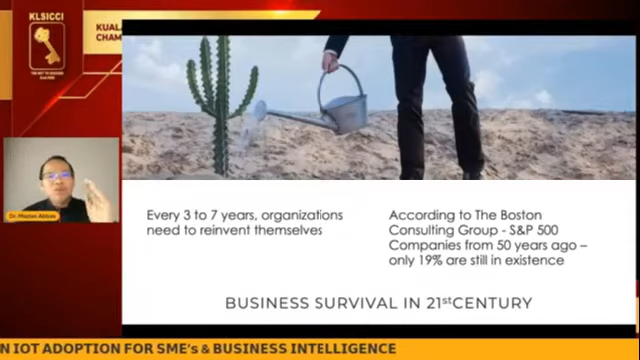 KLSICCI
KUAL
CHAM
Every 3 to 7 years, organizations
need to reinvent themselves
According to The Boston
Consulting Group - S&P 500
Companies from 50 years ago –
only 19% are still in existence
BUSINESS SURVIVAL IN 21stCENTURY
Dr. Mazlan Abbas
N IOT ADOPTION FOR SME's & BUSINESS INTELLIGENCE